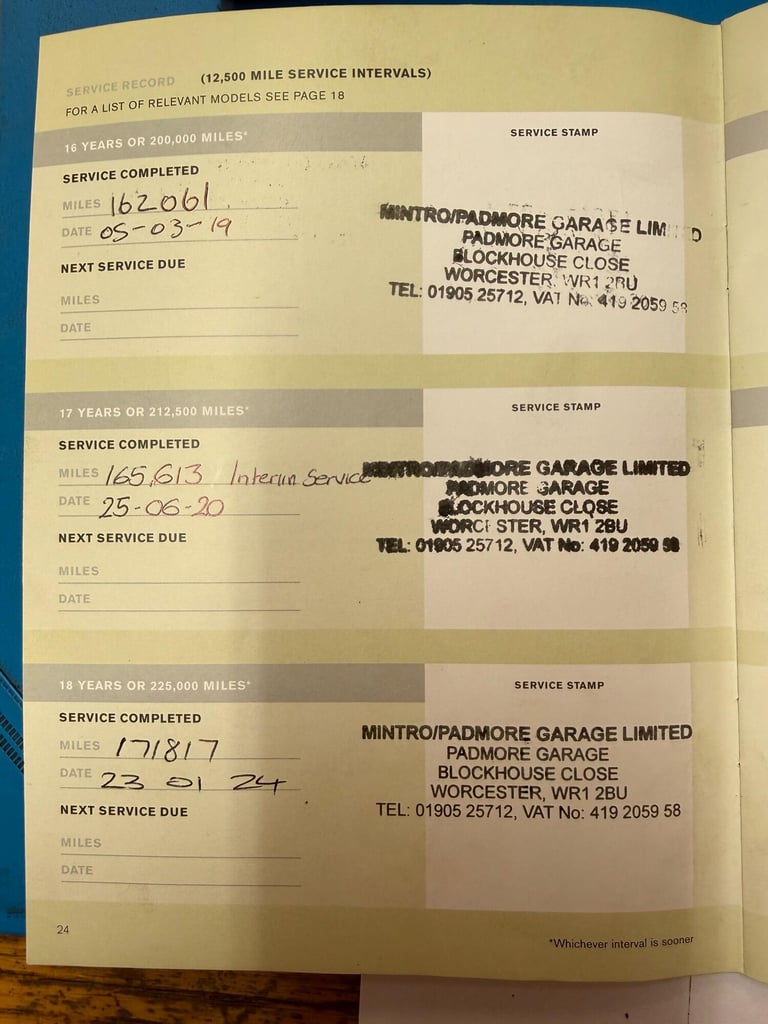 SERVICE RECORD (12,500 MILE SERVICE INTERVALS)
FOR A LIST OF RELEVANT MODELS SEE PAGE 18
16 YEARS OR 200,000 MILES*
SERVICE STAMP
SERVICE COMPLETED
MILES 162061
DATE 05-03-19
NEXT SERVICE DUE
MILES
DATE
MINTRO/PADMORE GARAGE LIMITED
PADMORE GARAGE
BLOCKHOUSE CLOSE
WORCESTER, WR1 2BU
TEL: 01905 25712, VAT No: 419 2059 58
17 YEARS OR 212,500 MILES*
SERVICE STAMP
SERVICE COMPLETED
MILES 165,613 Interim Service
DATE 25-06-20
NEXT SERVICE DUE
MILES
DATE
MINTRO/PADMORE GARAGE LIMITED
PADMORE GARAGE
BLOCKHOUSE CLOSE
WORCESTER, WR1 2BU
TEL: 01905 25712, VAT No: 419 2059 58
18 YEARS OR 225,000 MILES*
SERVICE STAMP
SERVICE COMPLETED
MILES 171817
DATE 23 01 24
NEXT SERVICE DUE
MILES
DATE
MINTRO/PADMORE GARAGE LIMITED
PADMORE GARAGE
BLOCKHOUSE CLOSE
WORCESTER, WR1 2BU
TEL: 01905 25712, VAT No: 419 2059 58
24
*Whichever interval is sooner